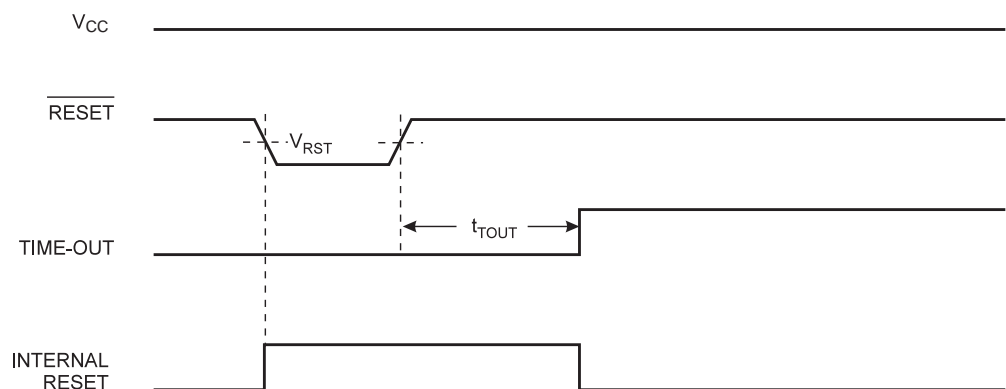 VCC
RESET
VRST
tTOUT
TIME-OUT
INTERNAL
RESET